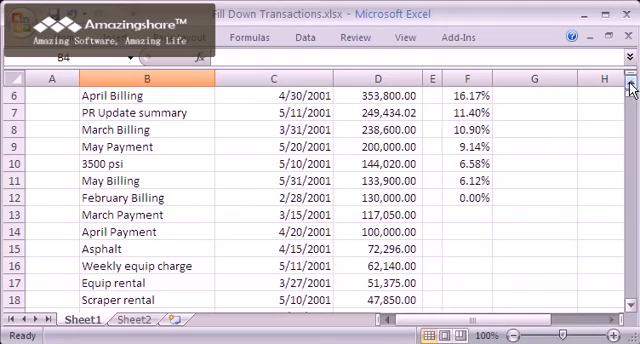 Fill Down Transactions.xlsx - Microsoft Excel
Amazingshare™
Amazing Software, Amazing Life
Formulas Data Review View Add-Ins
B4 fx
A B C D E F G H
6 April Billing 4/30/2001 353,800.00 16.17%
7 PR Update summary 5/11/2001 249,434.02 11.40%
8 March Billing 3/31/2001 238,600.00 10.90%
9 May Payment 5/20/2001 200,000.00 9.14%
10 3500 psi 5/10/2001 144,020.00 6.58%
11 May Billing 5/31/2001 133,900.00 6.12%
12 February Billing 2/28/2001 130,000.00 0.00%
13 March Payment 3/15/2001 117,050.00
14 April Payment 4/20/2001 100,000.00
15 Asphalt 4/15/2001 72,296.00
16 Weekly equip charge 5/11/2001 62,140.00
17 Equip rental 3/31/2001 51,375.00
18 Scraper rental 5/10/2001 47,850.00
Sheet1 Sheet2
Ready 100%